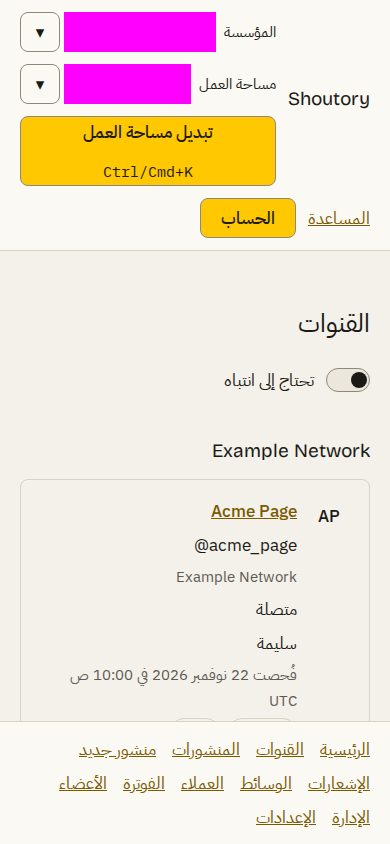 المؤسسة
▼
مساحة العمل
▼
Shoutory
تبديل مساحة العمل
Ctrl/Cmd+K
المساعدة
الحساب
القنوات
تحتاج إلى انتباه
Example Network
AP
Acme Page
@acme_page
Example Network
متصلة
سليمة
فُحصت 22 نوفمبر 2026 في 10:00 ص
UTC
الرئيسية القنوات المنشورات منشور جديد
الإشعارات الوسائط العملاء الفوترة الأعضاء
الإدارة الإعدادات